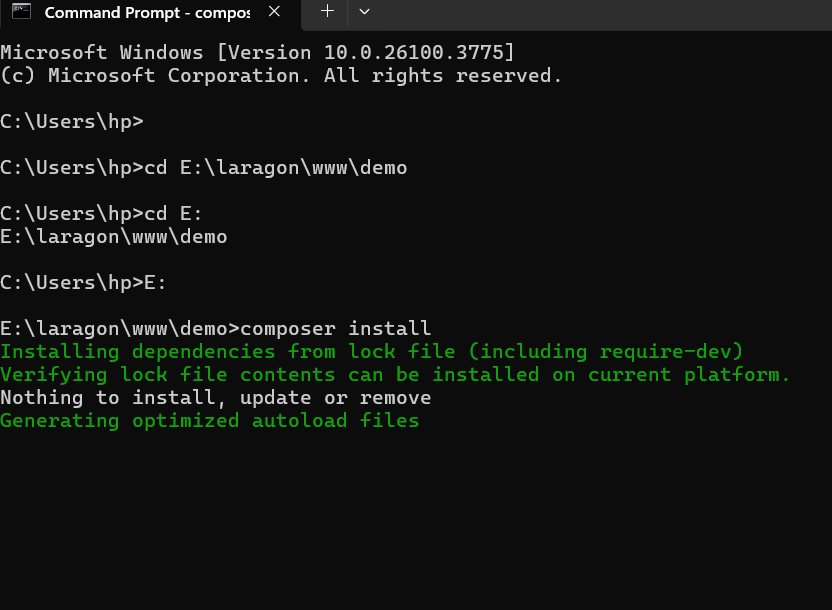 Command Prompt - compos
Microsoft Windows [Version 10.0.26100.3775]
(c) Microsoft Corporation. All rights reserved.
C:\Users\hp>
C:\Users\hp>cd E:\laragon\www\demo
C:\Users\hp>cd E:
E:\laragon\www\demo
C:\Users\hp>E:
E:\laragon\www\demo>composer install
Installing dependencies from lock file (including require-dev)
Verifying lock file contents can be installed on current platform.
Nothing to install, update or remove
Generating optimized autoload files